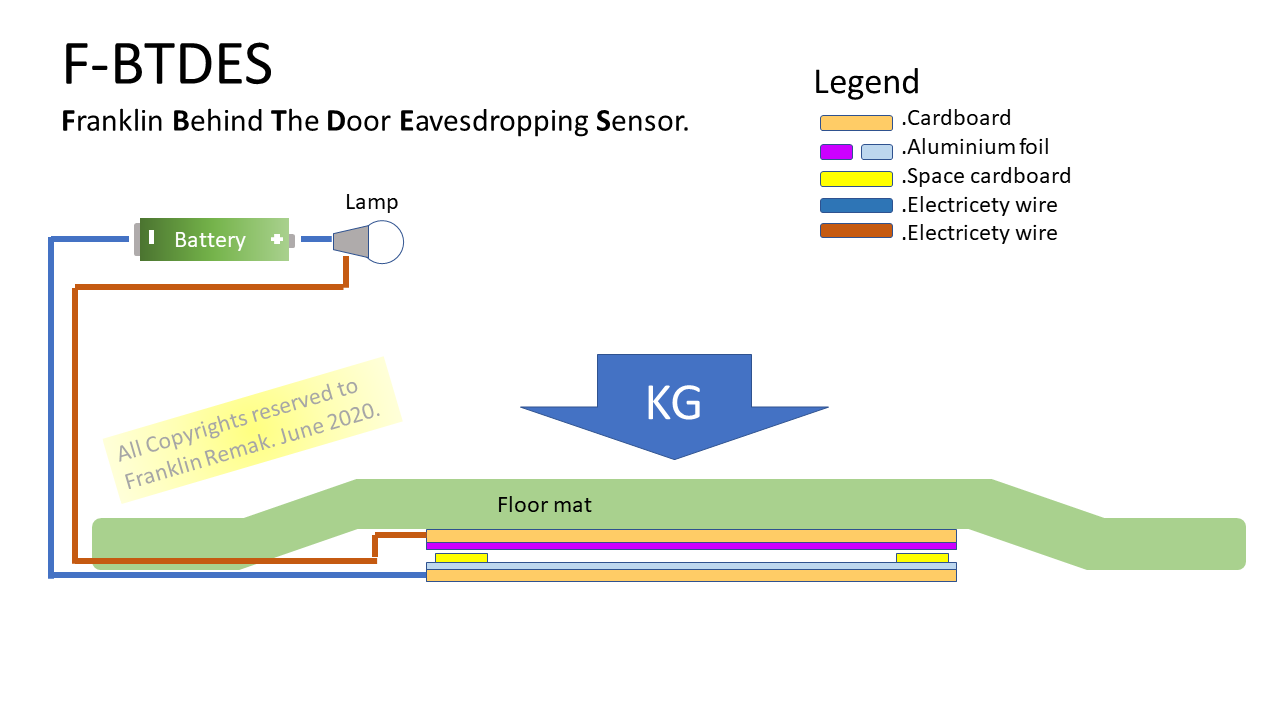 F-BTDES
Franklin Behind The Door Eavesdropping Sensor.
Legend
.Cardboard
.Aluminium foil
.Space cardboard
.Electricety wire
.Electricety wire
Lamp
Battery
KG
All Copyrights reserved to
Franklin Remak. June 2020.
Floor mat